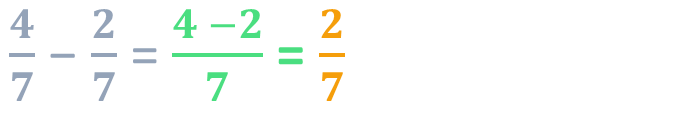 4/7 − 2/7 = (4 − 2)/7 = 2/7